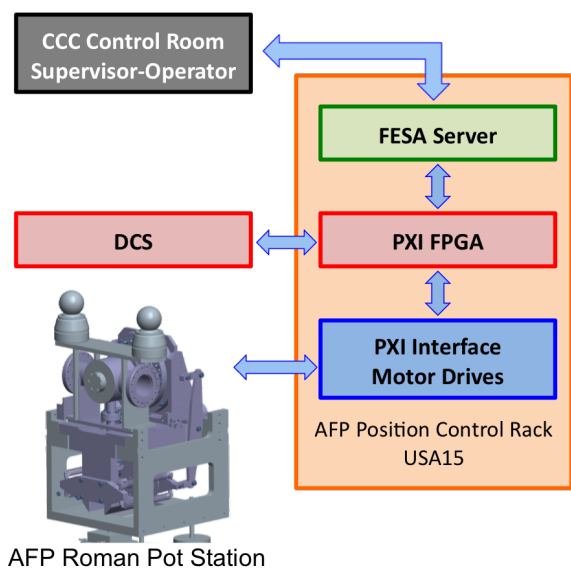 CCC Control Room
Supervisor-Operator
FESA Server
DCS
PXI FPGA
PXI Interface
Motor Drives
AFP Position Control Rack
USA15
AFP Roman Pot Station